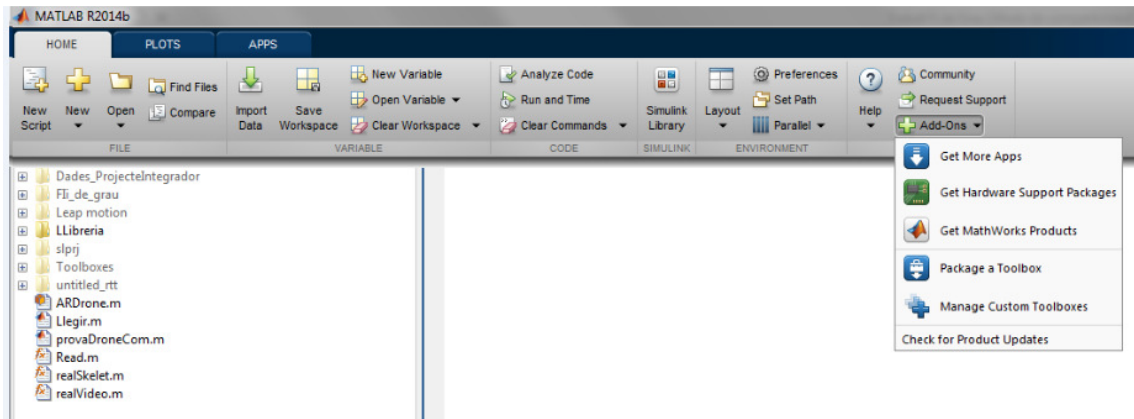 MATLAB R2014b
HOME PLOTS APPS
New Script
New
Open
Find Files
Compare
FILE
Import Data
Save Workspace
New Variable
Open Variable
Clear Workspace
VARIABLE
Analyze Code
Run and Time
Clear Commands
CODE
Simulink Library
SIMULINK
Layout
Preferences
Set Path
Parallel
ENVIRONMENT
Help
Community
Request Support
Add-Ons
Get More Apps
Get Hardware Support Packages
Get MathWorks Products
Package a Toolbox
Manage Custom Toolboxes
Check for Product Updates
Dades_ProjecteIntegrador
Fli_de_grau
Leap motion
LLibreria
slprj
Toolboxes
untitled_rtt
ARDrone.m
Llegir.m
provaDroneCom.m
Read.m
realSkelet.m
realVideo.m